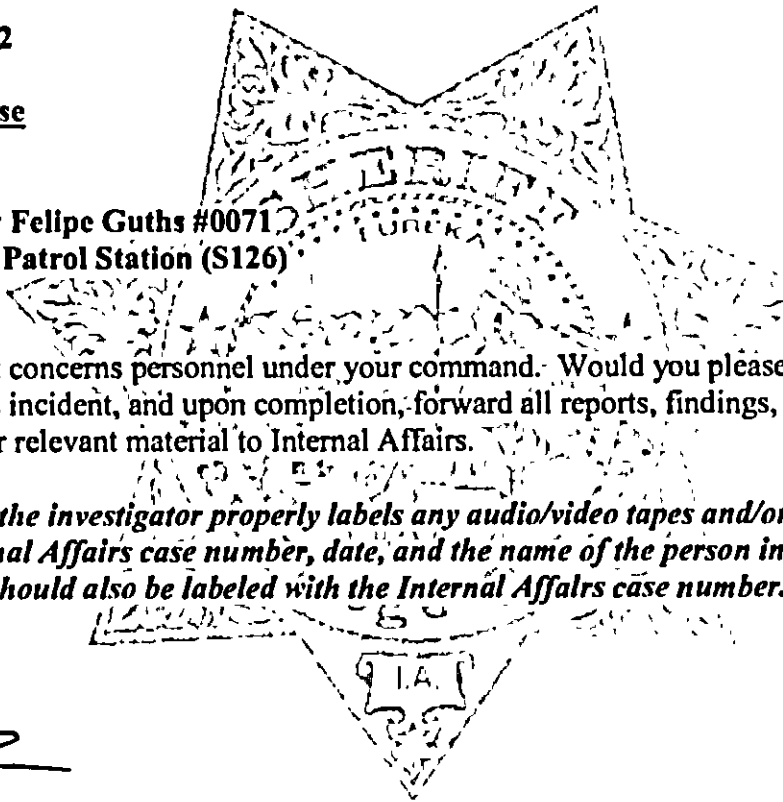 2
se
Felipe Guths #0071
Patrol Station (S126)
SHERIFF
EUREKA
concerns personnel under your command. Would you please
incident, and upon completion, forward all reports, findings,
r relevant material to Internal Affairs.
the investigator properly labels any audio/video tapes and/or
nal Affairs case number, date, and the name of the person in
hould also be labeled with the Internal Affairs case number.
I.A.